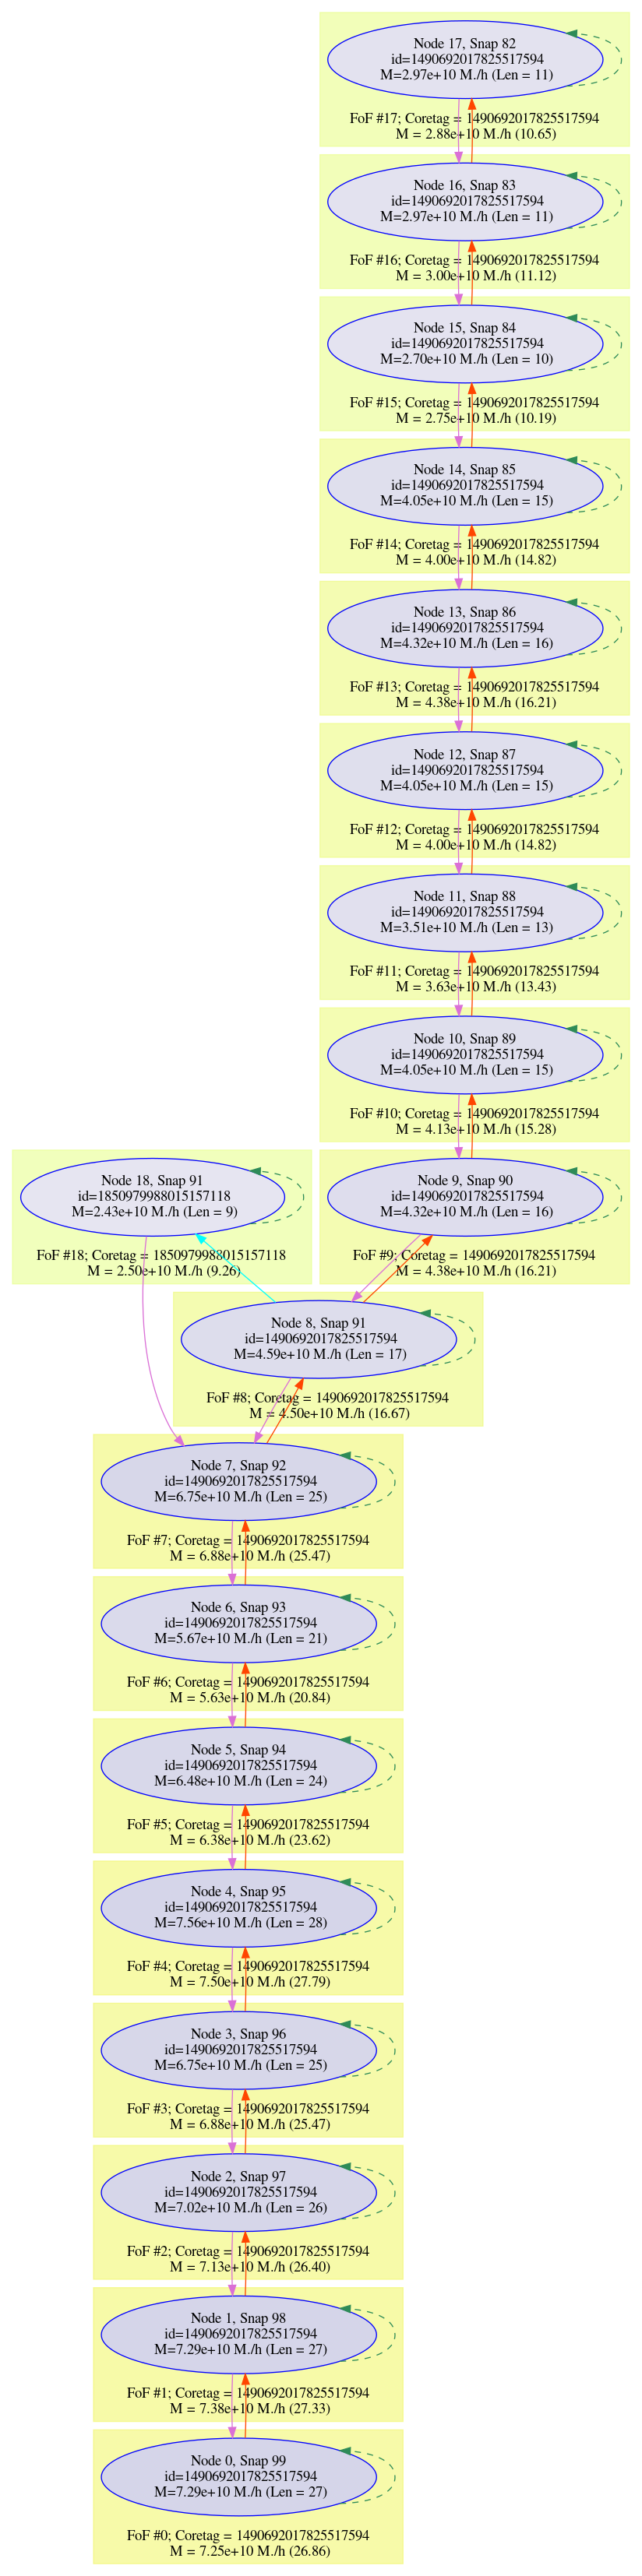 Node 17, Snap 82
id=1490692017825517594
M=2.97e+10 M./h (Len = 11)
FoF #17; Coretag = 1490692017825517594
M = 2.88e+10 M./h (10.65)
Node 16, Snap 83
id=1490692017825517594
M=2.97e+10 M./h (Len = 11)
FoF #16; Coretag = 1490692017825517594
M = 3.00e+10 M./h (11.12)
Node 15, Snap 84
id=1490692017825517594
M=2.70e+10 M./h (Len = 10)
FoF #15; Coretag = 1490692017825517594
M = 2.75e+10 M./h (10.19)
Node 14, Snap 85
id=1490692017825517594
M=4.05e+10 M./h (Len = 15)
FoF #14; Coretag = 1490692017825517594
M = 4.00e+10 M./h (14.82)
Node 13, Snap 86
id=1490692017825517594
M=4.32e+10 M./h (Len = 16)
FoF #13; Coretag = 1490692017825517594
M = 4.38e+10 M./h (16.21)
Node 12, Snap 87
id=1490692017825517594
M=4.05e+10 M./h (Len = 15)
FoF #12; Coretag = 1490692017825517594
M = 4.00e+10 M./h (14.82)
Node 11, Snap 88
id=1490692017825517594
M=3.51e+10 M./h (Len = 13)
FoF #11; Coretag = 1490692017825517594
M = 3.63e+10 M./h (13.43)
Node 10, Snap 89
id=1490692017825517594
M=4.05e+10 M./h (Len = 15)
FoF #10; Coretag = 1490692017825517594
M = 4.13e+10 M./h (15.28)
Node 18, Snap 91
id=1850979988015157118
M=2.43e+10 M./h (Len = 9)
FoF #18; Coretag = 1850979988015157118
M = 2.50e+10 M./h (9.26)
Node 9, Snap 90
id=1490692017825517594
M=4.32e+10 M./h (Len = 16)
FoF #9; Coretag = 1490692017825517594
M = 4.38e+10 M./h (16.21)
Node 8, Snap 91
id=1490692017825517594
M=4.59e+10 M./h (Len = 17)
FoF #8; Coretag = 1490692017825517594
M = 4.50e+10 M./h (16.67)
Node 7, Snap 92
id=1490692017825517594
M=6.75e+10 M./h (Len = 25)
FoF #7; Coretag = 1490692017825517594
M = 6.88e+10 M./h (25.47)
Node 6, Snap 93
id=1490692017825517594
M=5.67e+10 M./h (Len = 21)
FoF #6; Coretag = 1490692017825517594
M = 5.63e+10 M./h (20.84)
Node 5, Snap 94
id=1490692017825517594
M=6.48e+10 M./h (Len = 24)
FoF #5; Coretag = 1490692017825517594
M = 6.38e+10 M./h (23.62)
Node 4, Snap 95
id=1490692017825517594
M=7.56e+10 M./h (Len = 28)
FoF #4; Coretag = 1490692017825517594
M = 7.50e+10 M./h (27.79)
Node 3, Snap 96
id=1490692017825517594
M=6.75e+10 M./h (Len = 25)
FoF #3; Coretag = 1490692017825517594
M = 6.88e+10 M./h (25.47)
Node 2, Snap 97
id=1490692017825517594
M=7.02e+10 M./h (Len = 26)
FoF #2; Coretag = 1490692017825517594
M = 7.13e+10 M./h (26.40)
Node 1, Snap 98
id=1490692017825517594
M=7.29e+10 M./h (Len = 27)
FoF #1; Coretag = 1490692017825517594
M = 7.38e+10 M./h (27.33)
Node 0, Snap 99
id=1490692017825517594
M=7.29e+10 M./h (Len = 27)
FoF #0; Coretag = 1490692017825517594
M = 7.25e+10 M./h (26.86)